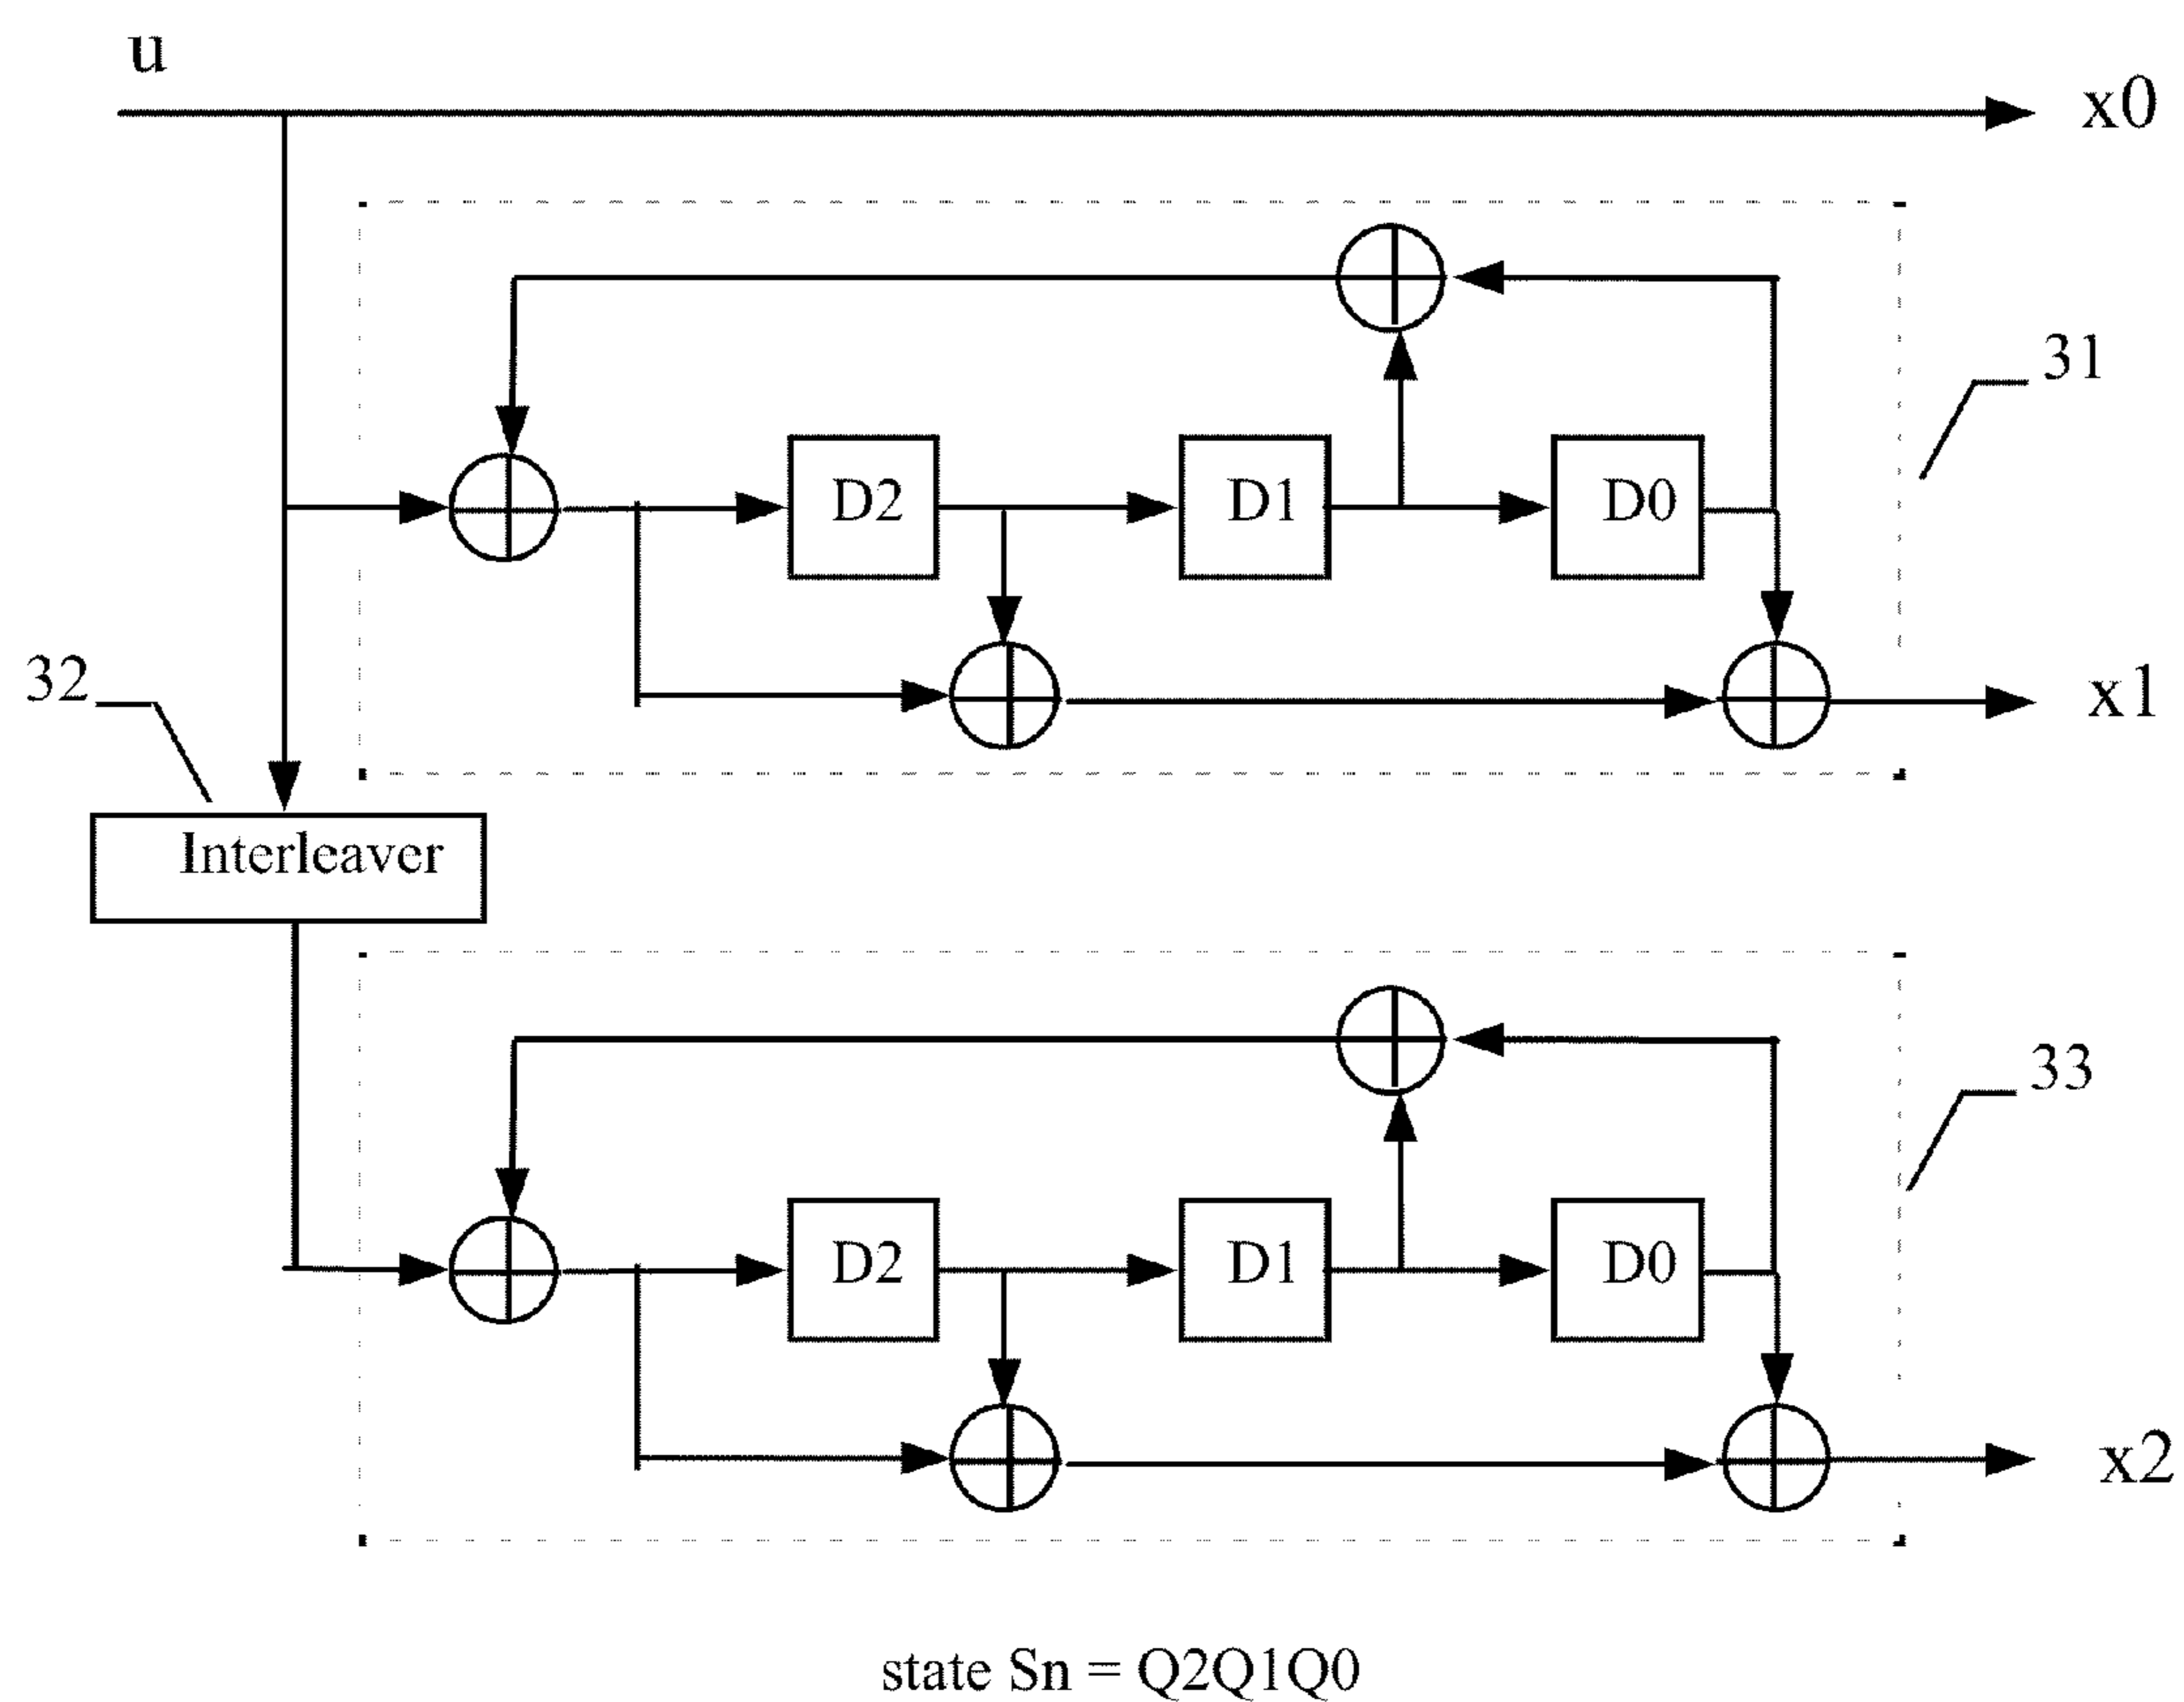 u
x0
31
D2 D1 D0
32
x1
Interleaver
33
D2 D1 D0
x2
state Sn = Q2Q1Q0